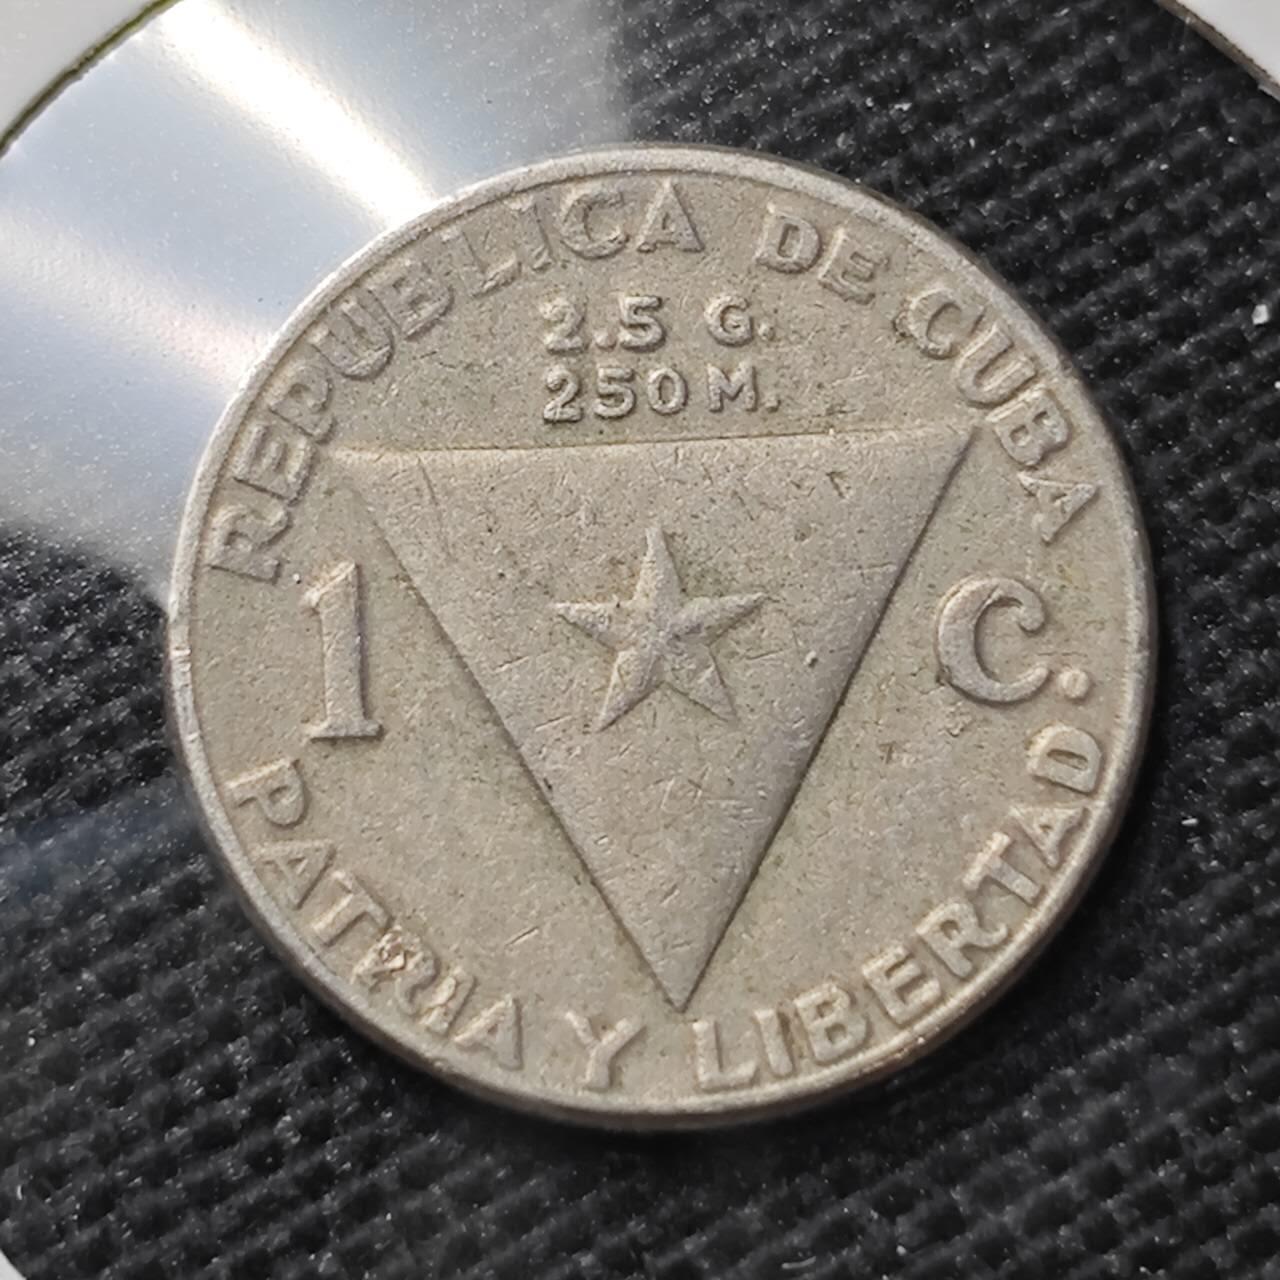 REPUBLICA DE CUBA
2.5 G.
250 M.
1 C.
PATRIA Y LIBERTAD.